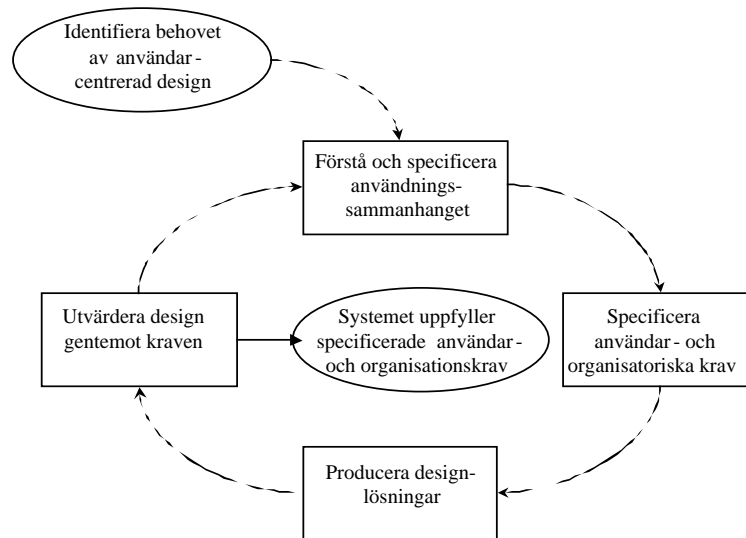 Identifiera behovet
av användar-
centrerad design
Förstå och specificera
användnings-
sammanhanget
Utvärdera design
gentemot kraven
Systemet uppfyller
specificerade användar-
och organisationskrav
Specificera
användar- och
organisatoriska krav
Producera design-
lösningar